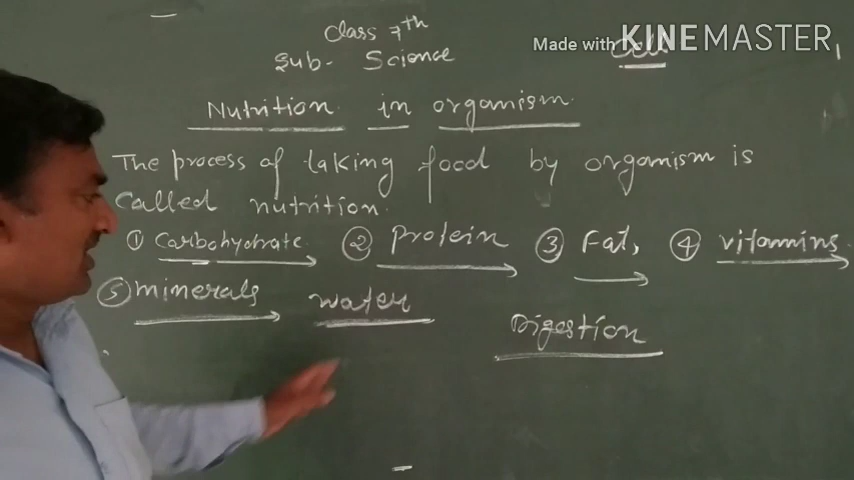 Class 7th
Made with KINEMASTER
Sub- Science
Nutrition in organism
The process of taking food by organism is
Called nutrition.
① Carbohydrate ② Protein ③ Fat, ④ vitamins
⑤ minerals water
Digestion